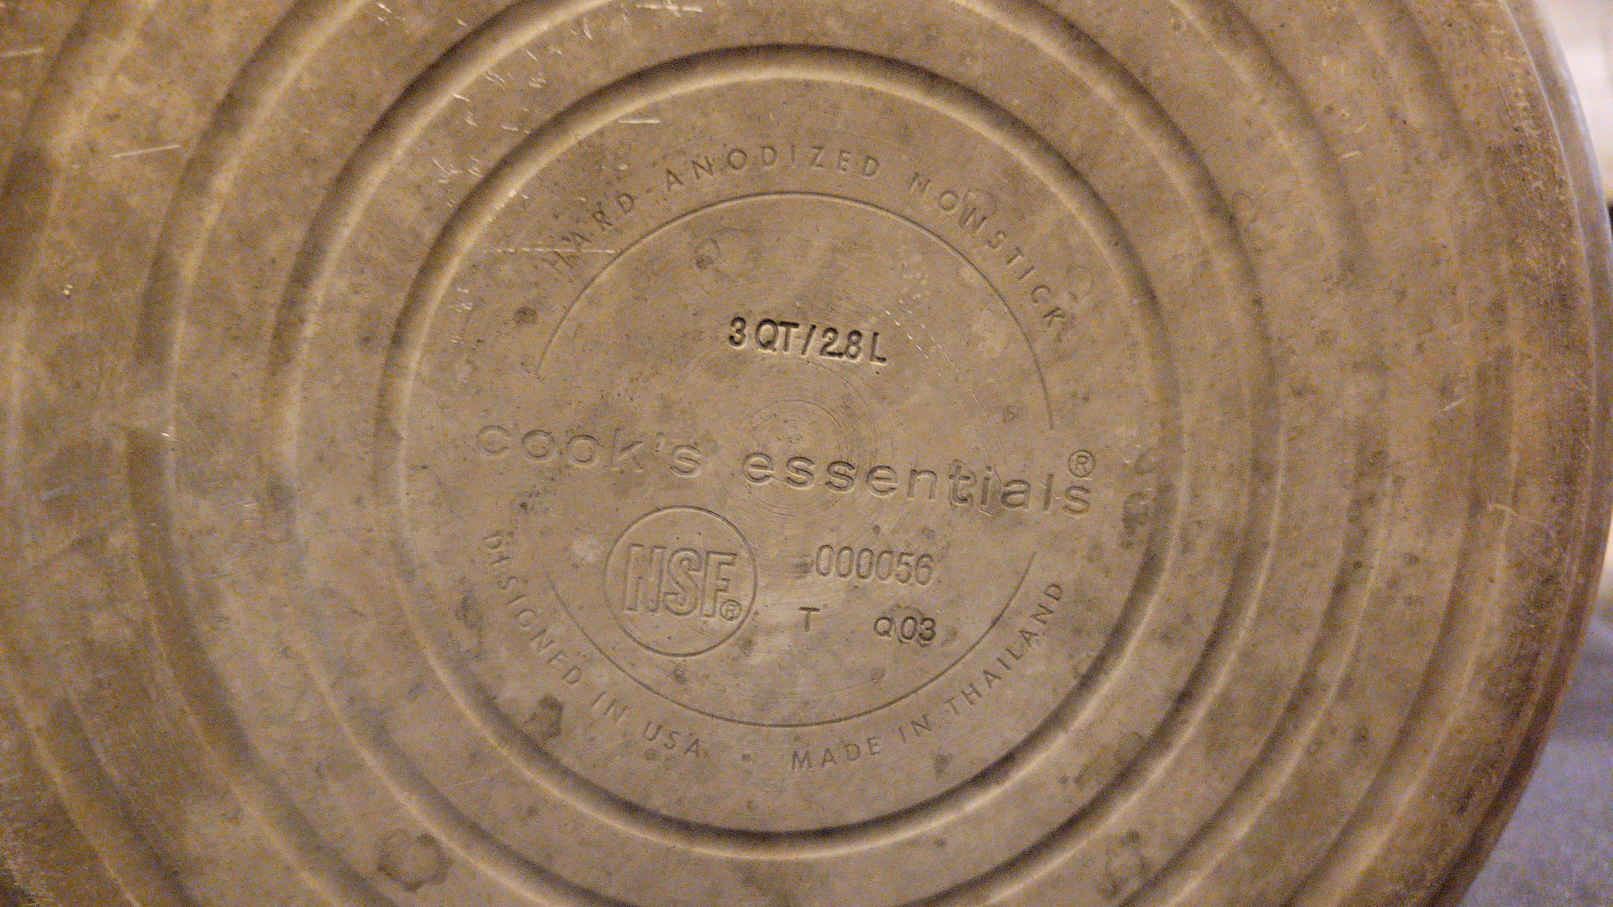 HARD-ANODIZED NONSTICK
3 QT / 2.8 L
cook's essentials®
NSF®
000056
T Q03
DESIGNED IN USA • MADE IN THAILAND